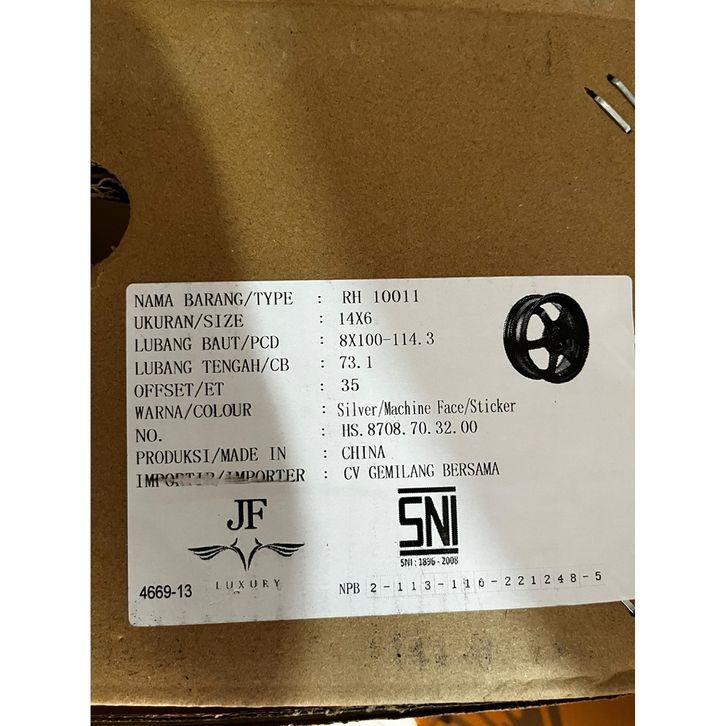 NAMA BARANG/TYPE : RH 10011
UKURAN/SIZE : 14X6
LUBANG BAUT/PCD : 8X100-114.3
LUBANG TENGAH/CB : 73.1
OFFSET/ET : 35
WARNA/COLOUR : Silver/Machine Face/Sticker
NO. : HS.8708.70.32.00
PRODUKSI/MADE IN : CHINA
IMPORTIR/IMPORTER : CV GEMILANG BERSAMA
JF
LUXURY
SNI
SNI : 1896 - 2008
4669-13
NPB 2-113-116-221248-5